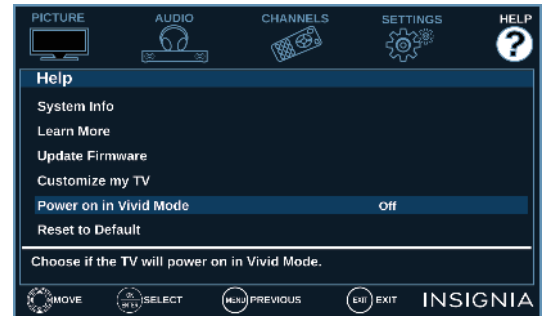 PICTURE AUDIO CHANNELS SETTINGS HELP
?
Help
System Info
Learn More
Update Firmware
Customize my TV
Power on in Vivid Mode Off
Reset to Default
Choose if the TV will power on in Vivid Mode.
MOVE OK ENTER SELECT MENU PREVIOUS EXIT EXIT INSIGNIA